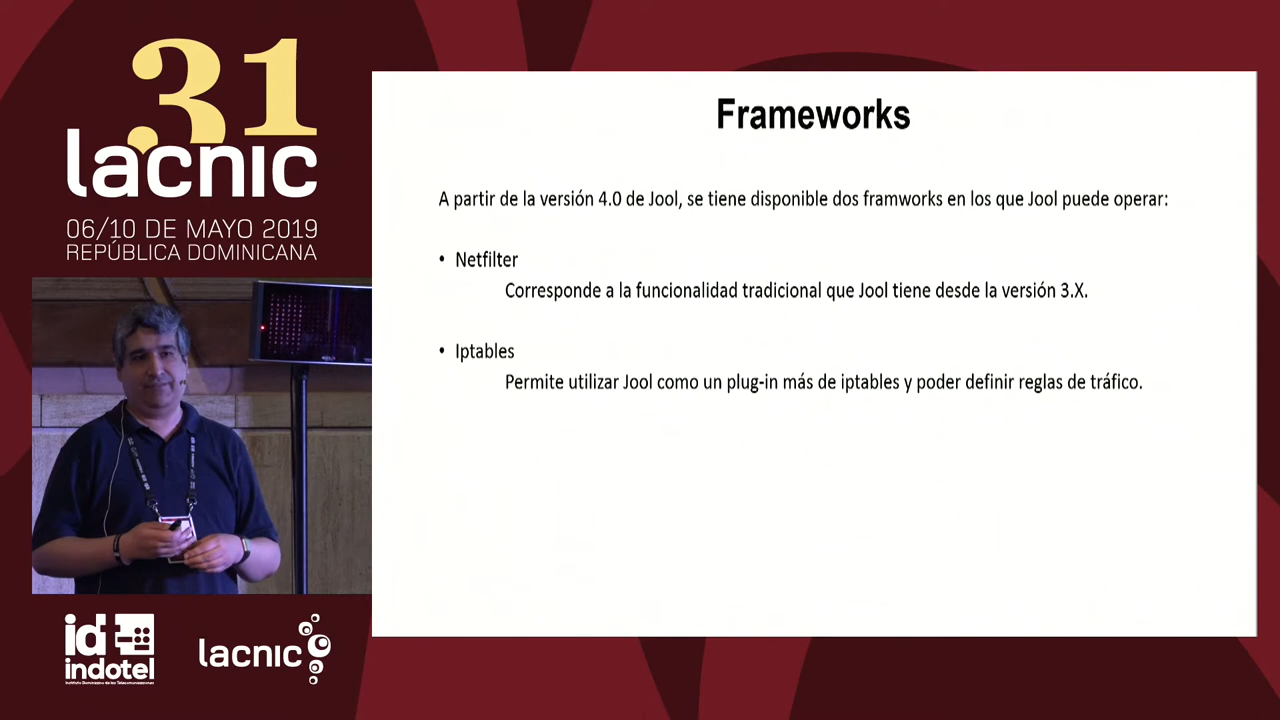 31
lacnic
06/10 DE MAYO 2019
REPÚBLICA DOMINICANA
Frameworks
A partir de la versión 4.0 de Jool, se tiene disponible dos framworks en los que Jool puede operar:
• Netfilter
Corresponde a la funcionalidad tradicional que Jool tiene desde la versión 3.X.
• Iptables
Permite utilizar Jool como un plug-in más de iptables y poder definir reglas de tráfico.
id
indotel
Instituto Dominicano de las Telecomunicaciones
lacnic